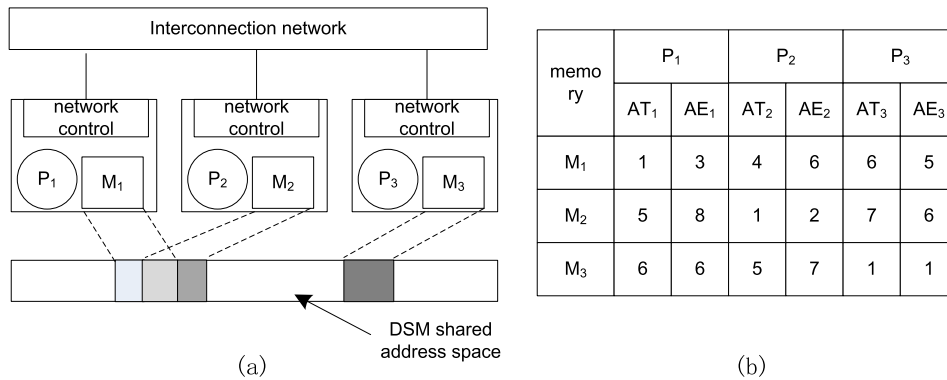 Interconnection network
network
control
network
control
network
control
P1
M1
P2
M2
P3
M3
DSM shared
address space
(a)
memo
ry
P1 P2 P3
AT1 AE1 AT2 AE2 AT3 AE3
M1 1 3 4 6 6 5
M2 5 8 1 2 7 6
M3 6 6 5 7 1 1
(b)